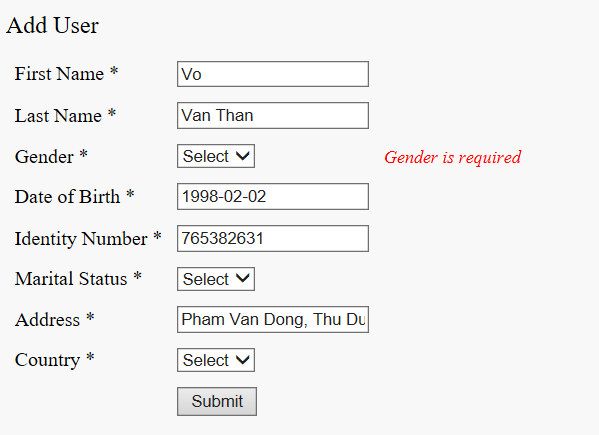 Add User
First Name * Vo
Last Name * Van Than
Gender * Select Gender is required
Date of Birth * 1998-02-02
Identity Number * 765382631
Marital Status * Select
Address * Pham Van Dong, Thu Du
Country * Select
Submit